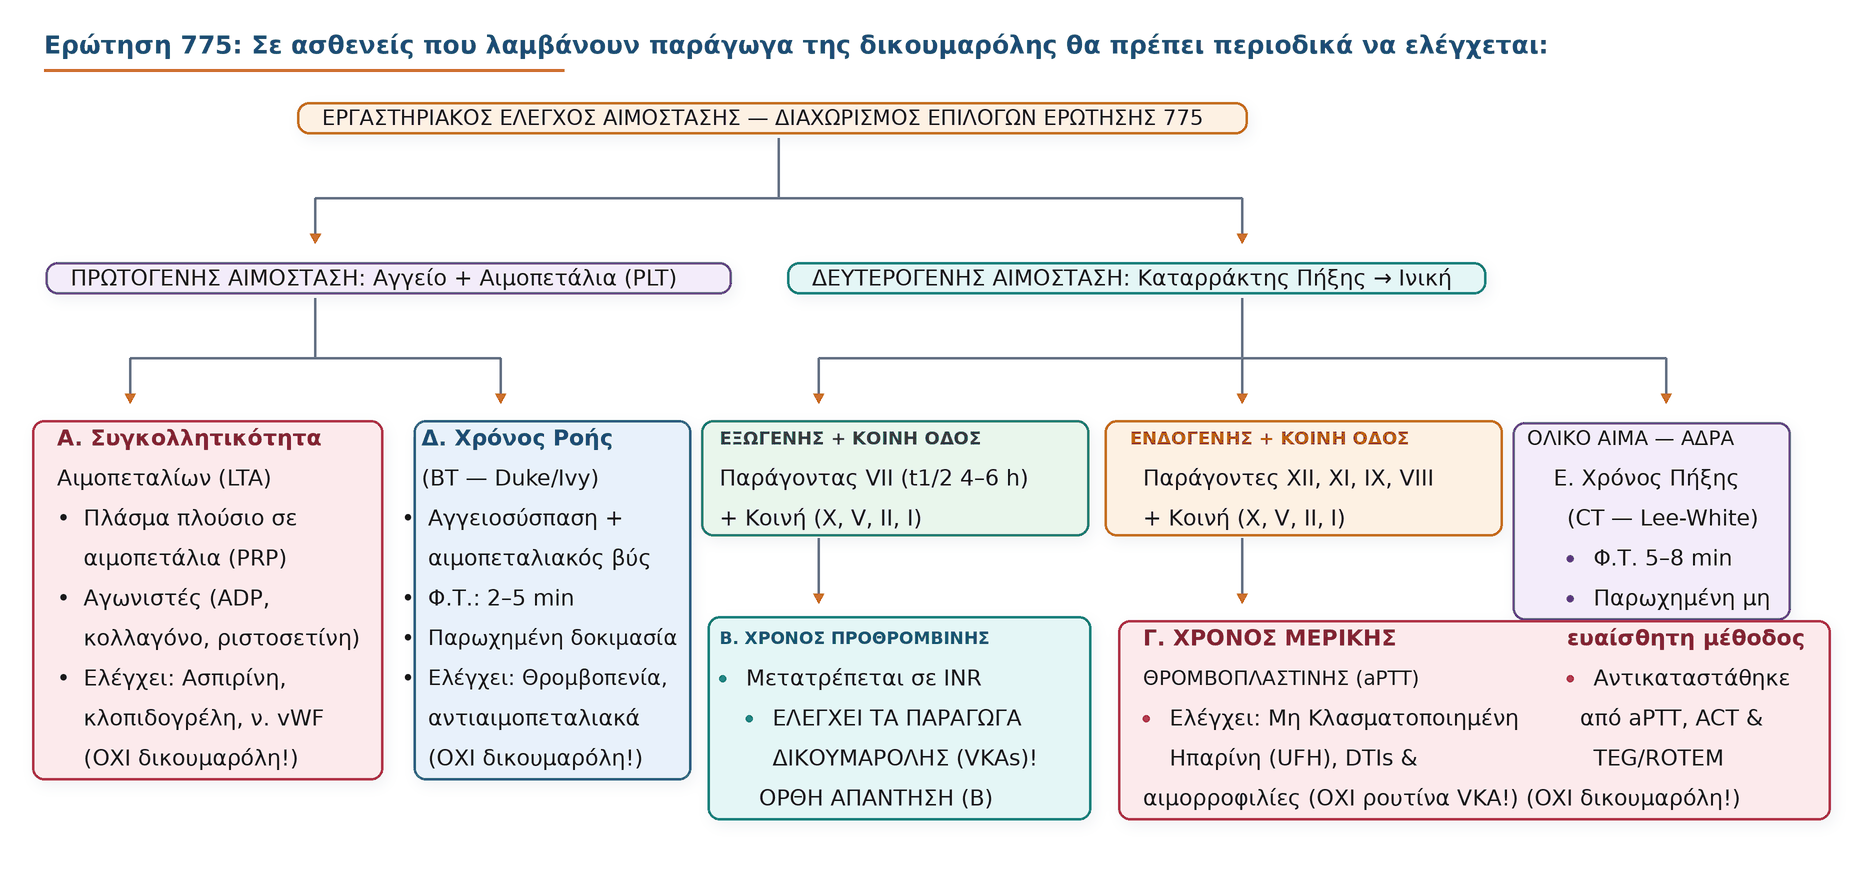 Ερώτηση 775: Σε ασθενείς που λαμβάνουν παράγωγα της δικουμαρόλης θα πρέπει περιοδικά να ελέγχεται:
ΕΡΓΑΣΤΗΡΙΑΚΟΣ ΕΛΕΓΧΟΣ ΑΙΜΟΣΤΑΣΗΣ — ΔΙΑΧΩΡΙΣΜΟΣ ΕΠΙΛΟΓΩΝ ΕΡΩΤΗΣΗΣ 775
ΠΡΩΤΟΓΕΝΗΣ ΑΙΜΟΣΤΑΣΗ: Αγγείο + Αιμοπετάλια (PLT)
ΔΕΥΤΕΡΟΓΕΝΗΣ ΑΙΜΟΣΤΑΣΗ: Καταρράκτης Πήξης → Ινική
Α. Συγκολλητικότητα
Αιμοπεταλίων (LTA)
• Πλάσμα πλούσιο σε
αιμοπετάλια (PRP)
• Αγωνιστές (ADP,
κολλαγόνο, ριστοσετίνη)
• Ελέγχει: Ασπιρίνη,
κλοπιδογρέλη, ν. vWF
(ΟΧΙ δικουμαρόλη!)
Δ. Χρόνος Ροής
(BT — Duke/Ivy)
• Αγγειοσύσπαση +
αιμοπεταλιακός βύς
• Φ.Τ.: 2–5 min
• Παρωχημένη δοκιμασία
• Ελέγχει: Θρομβοπενία,
αντιαιμοπεταλιακά
(ΟΧΙ δικουμαρόλη!)
ΕΞΩΓΕΝΗΣ + ΚΟΙΝΗ ΟΔΟΣ
Παράγοντας VII (t1/2 4–6 h)
+ Κοινή (X, V, II, I)
Β. ΧΡΟΝΟΣ ΠΡΟΘΡΟΜΒΙΝΗΣ
• Μετατρέπεται σε INR
• ΕΛΕΓΧΕΙ ΤΑ ΠΑΡΑΓΩΓΑ
ΔΙΚΟΥΜΑΡΟΛΗΣ (VKAs)!
ΟΡΘΗ ΑΠΑΝΤΗΣΗ (Β)
ΕΝΔΟΓΕΝΗΣ + ΚΟΙΝΗ ΟΔΟΣ
Παράγοντες XII, XI, IX, VIII
+ Κοινή (X, V, II, I)
ΟΛΙΚΟ ΑΙΜΑ — ΑΔΡΑ
Ε. Χρόνος Πήξης
(CT — Lee-White)
• Φ.Τ. 5–8 min
• Παρωχημένη μη
Γ. ΧΡΟΝΟΣ ΜΕΡΙΚΗΣ
ΘΡΟΜΒΟΠΛΑΣΤΙΝΗΣ (aPTT)
• Ελέγχει: Μη Κλασματοποιημένη
Ηπαρίνη (UFH), DTIs &
ευαίσθητη μέθοδος
• Αντικαταστάθηκε
από aPTT, ACT &
TEG/ROTEM
αιμορροφιλίες (ΟΧΙ ρουτίνα VKA!) (ΟΧΙ δικουμαρόλη!)